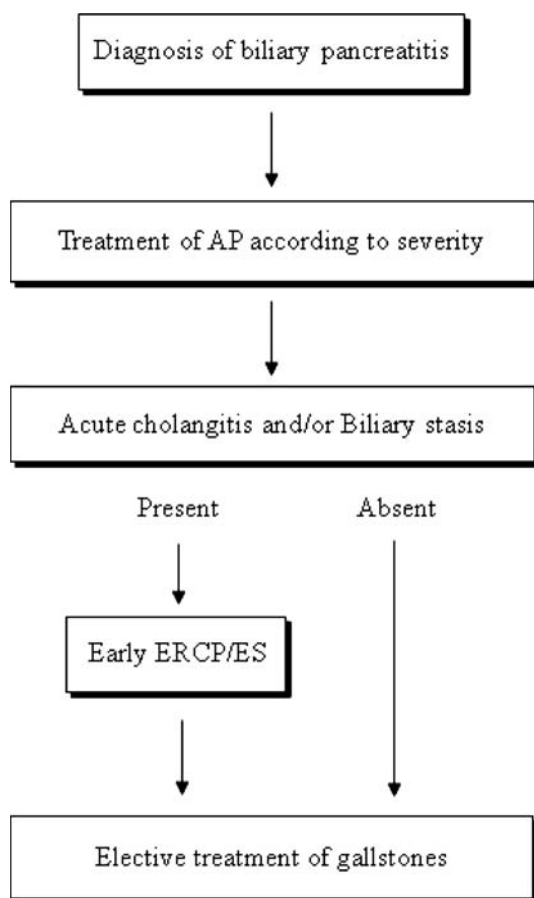 Diagnosis of biliary pancreatitis
Treatment of AP according to severity
Acute cholangitis and/or Biliary stasis
Present
Absent
Early ERCP/ES
Elective treatment of gallstones